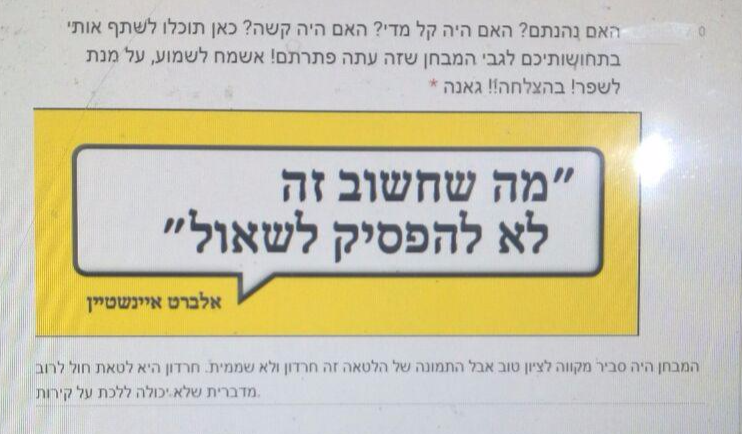 האם נהנתם? האם היה קל מדי? האם היה קשה? כאן תוכלו לשתף אותי
בתחושותיכם לגבי המבחן שזה עתה פתרתם! אשמח לשמוע, על מנת
לשפר! בהצלחה!! גאנה *
0
"מה שחשוב זה
לא להפסיק לשאול"
אלברט איינשטיין
המבחן היה סביר מקווה לציון טוב אבל התמונה של הלטאה זה חרדון ולא שממית. חרדון היא לטאת חול לרוב
מדברית שלא יכולה ללכת על קירות.